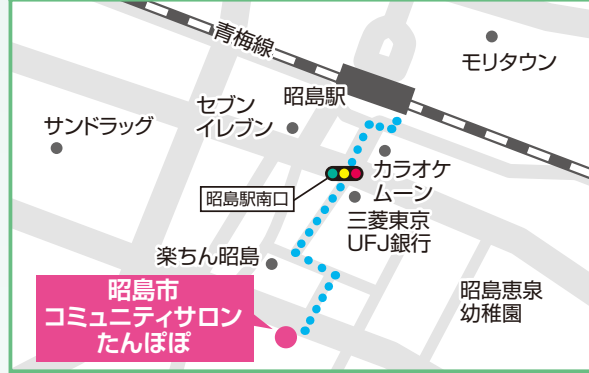 青梅線
モリタウン
昭島駅
セブン
イレブン
サンドラッグ
カラオケ
ムーン
昭島駅南口
三菱東京
UFJ銀行
楽ちん昭島
昭島恵泉
幼稚園
昭島市
コミュニティサロン
たんぽぽ